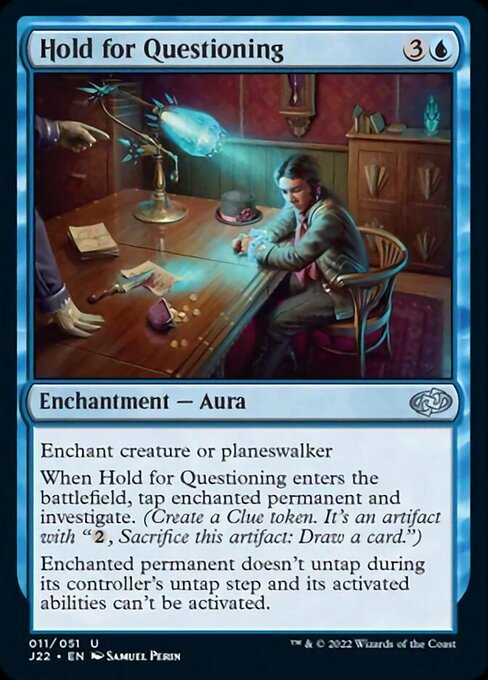 Hold for Questioning 3
Enchantment — Aura
Enchant creature or planeswalker
When Hold for Questioning enters the
battlefield, tap enchanted permanent and
investigate. (Create a Clue token. It's an artifact
with “2, Sacrifice this artifact: Draw a card.”)
Enchanted permanent doesn't untap during
its controller's untap step and its activated
abilities can't be activated.
011/051 U
J22 • EN Samuel Perin
™ & © 2022 Wizards of the Coast